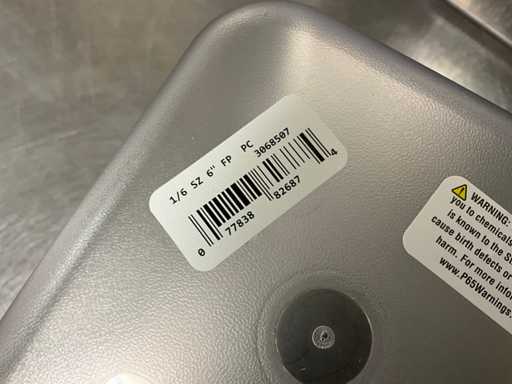 1/6 SZ 6" FP PC 3068507
0 77838 82687 4
WARNING:
you to chemicals
is known to the St
cause birth defects or
harm. For more infor
www.P65Warnings.